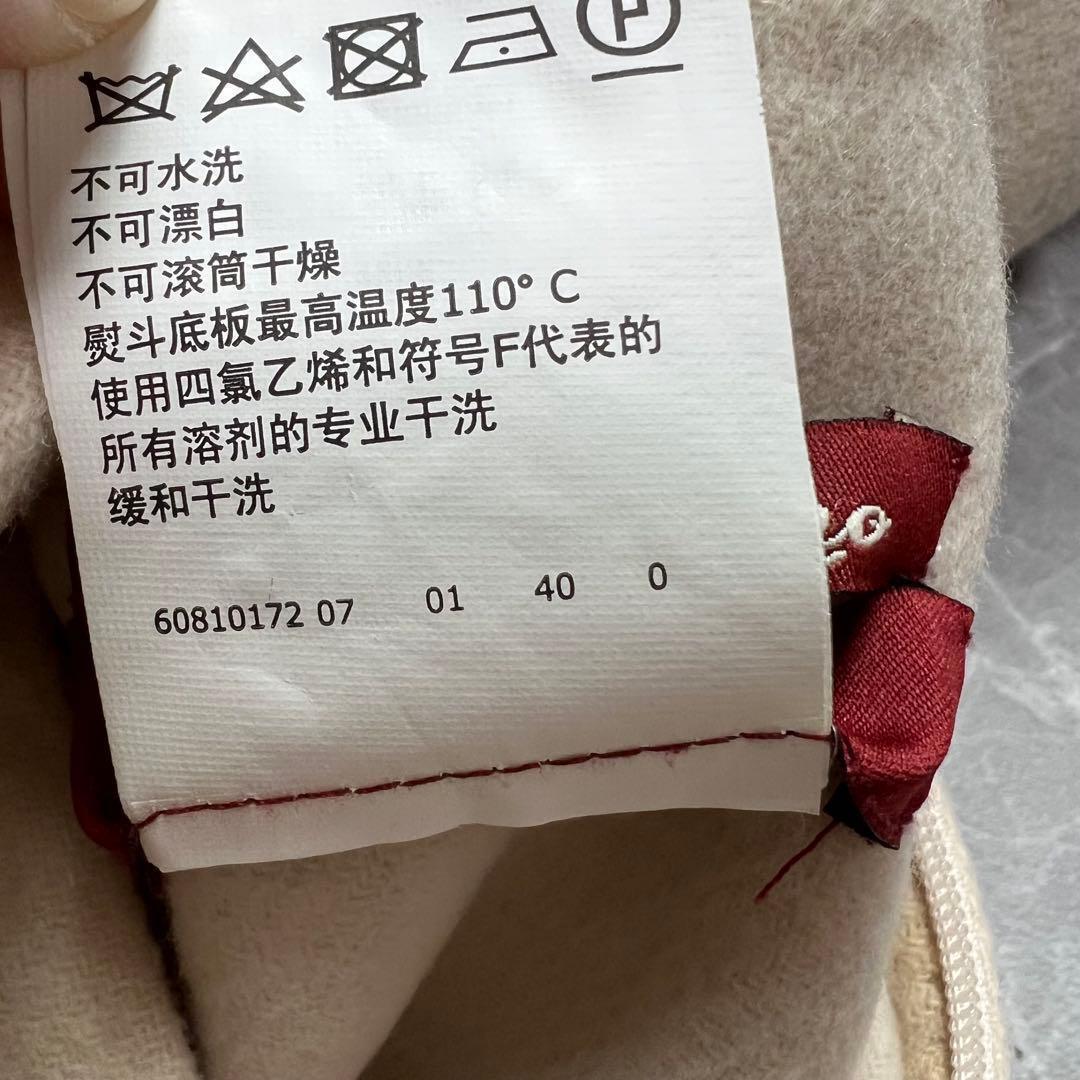 不可水洗
不可漂白
不可滚筒干燥
熨斗底板最高温度110° C
使用四氯乙烯和符号F代表的
所有溶剂的专业干洗
缓和干洗
60810172 07 01 40 0